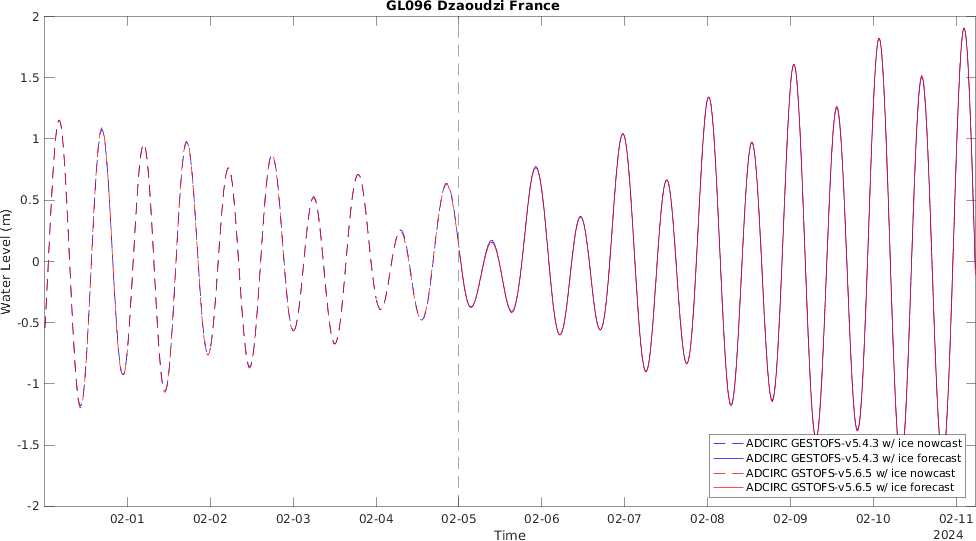 GL096 Dzaoudzi France
2
1.5
1
0.5
0
-0.5
-1
-1.5
-2
Water Level (m)
ADCIRC GESTOFS-v5.4.3 w/ ice nowcast
ADCIRC GESTOFS-v5.4.3 w/ ice forecast
ADCIRC GSTOFS-v5.6.5 w/ ice nowcast
ADCIRC GSTOFS-v5.6.5 w/ ice forecast
02-01 02-02 02-03 02-04 02-05 02-06 02-07 02-08 02-09 02-10 02-11
Time 2024